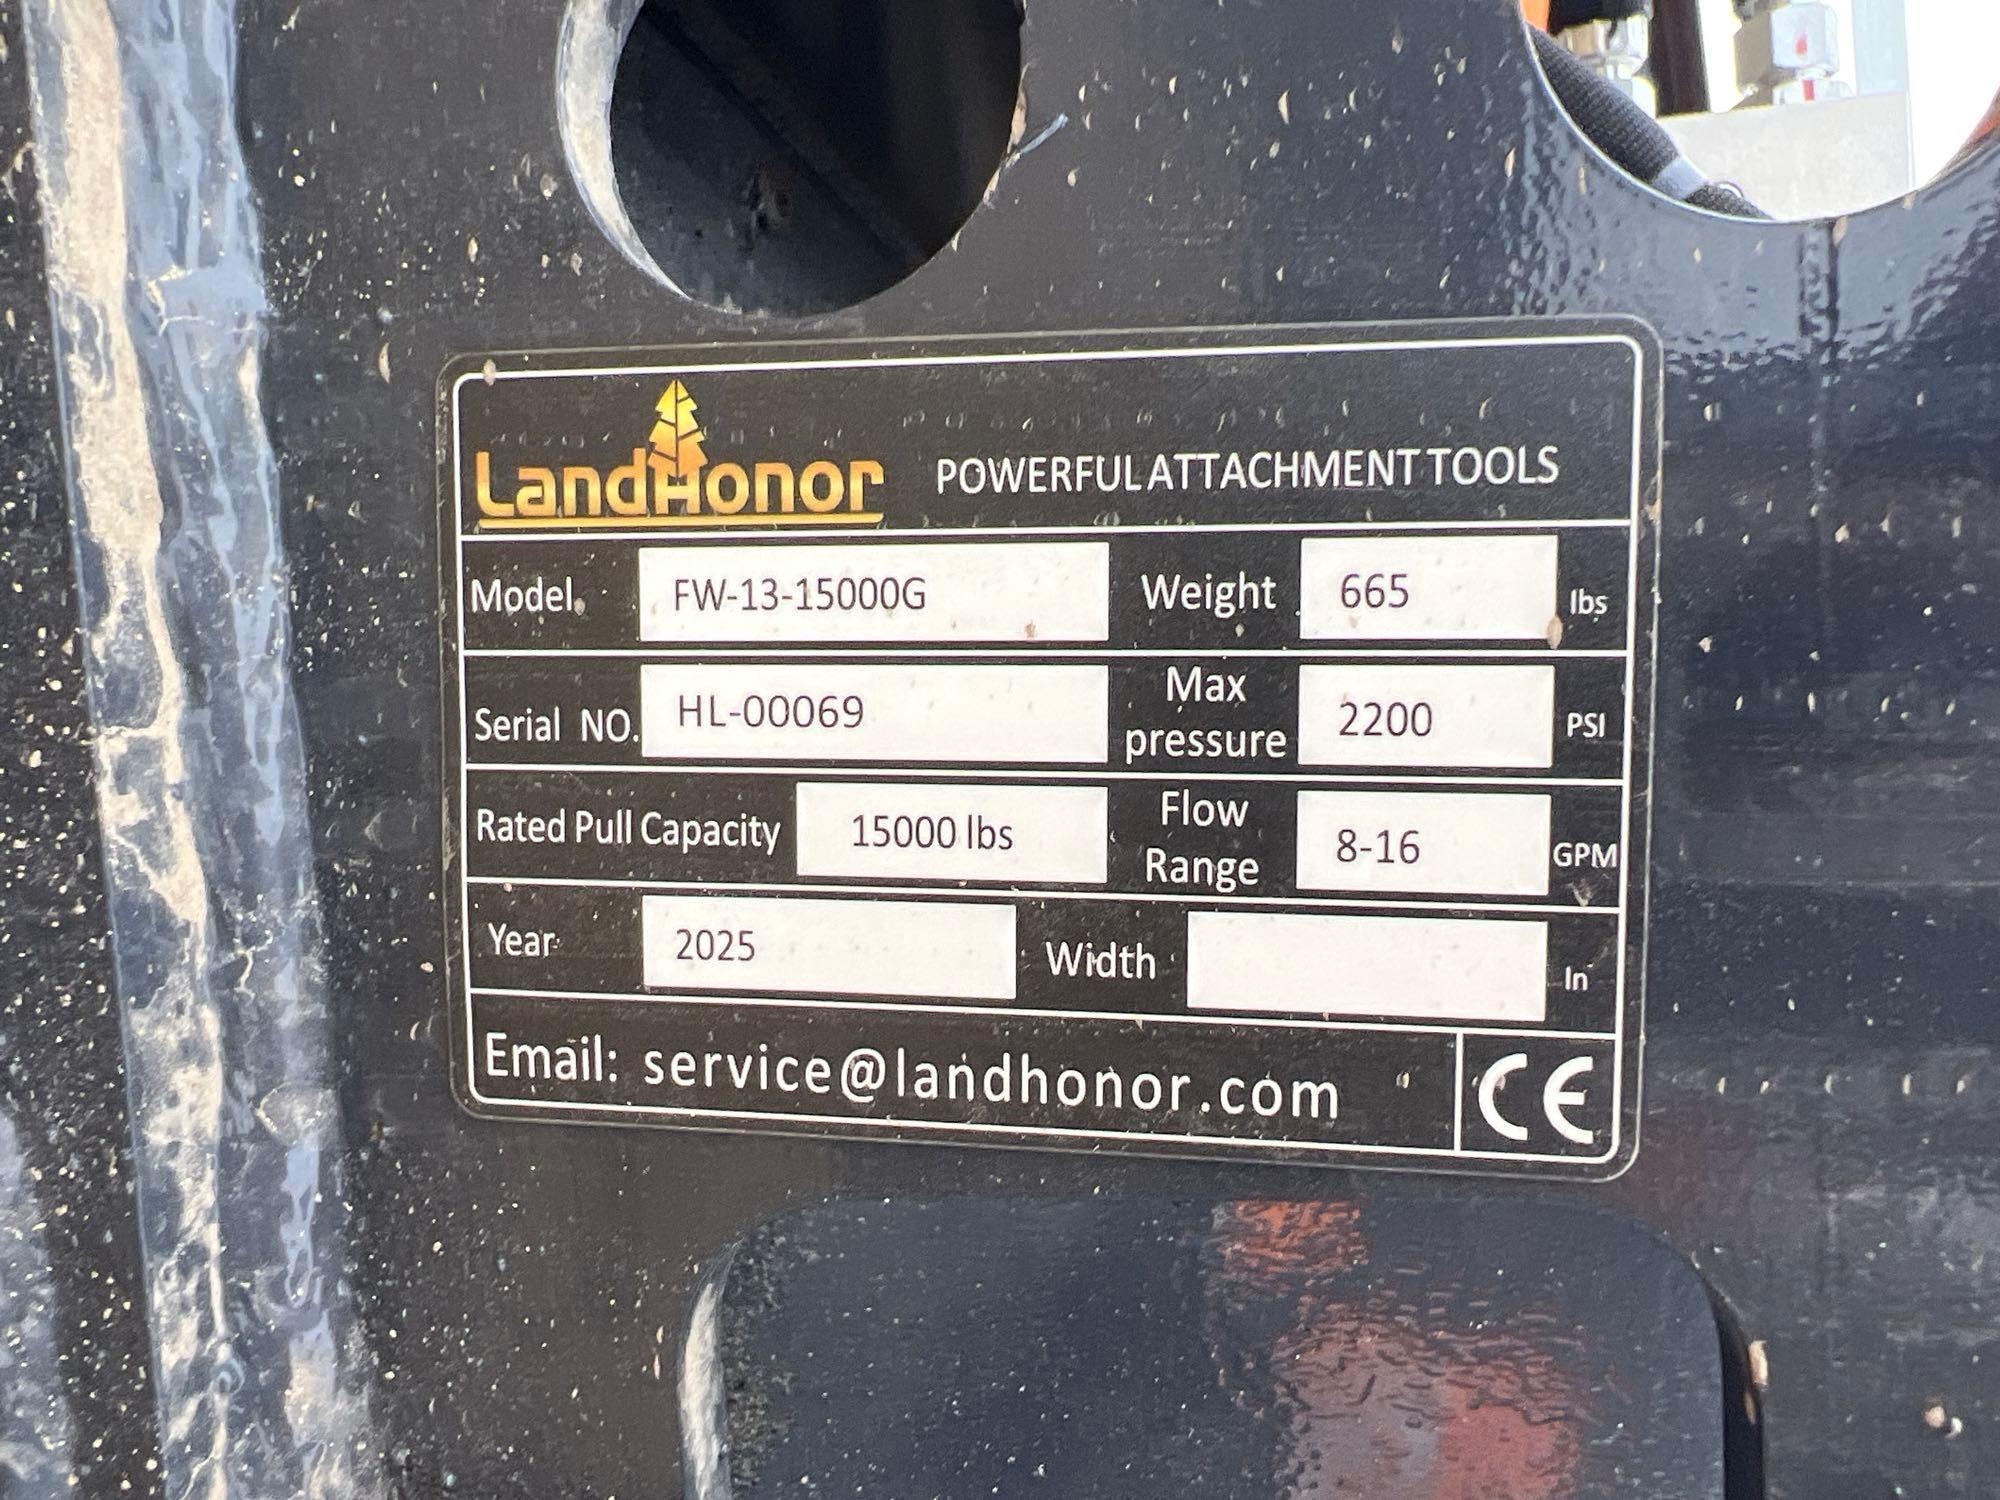 LandHonor POWERFUL ATTACHMENT TOOLS
Model. FW-13-15000G Weight 665 lbs
Serial NO. HL-00069 Max pressure 2200 PSI
Rated Pull Capacity 15000 lbs Flow Range 8-16 GPM
Year 2025 Width In
Email: service@landhonor.com CE